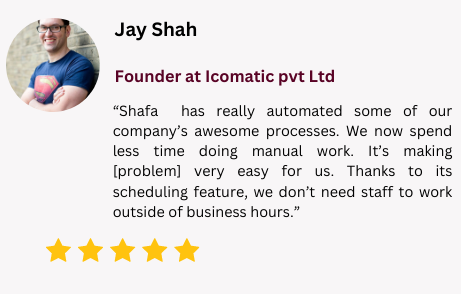 Jay Shah
Founder at Icomatic pvt Ltd
“Shafa has really automated some of our
company’s awesome processes. We now spend
less time doing manual work. It’s making
[problem] very easy for us. Thanks to its
scheduling feature, we don’t need staff to work
outside of business hours.”